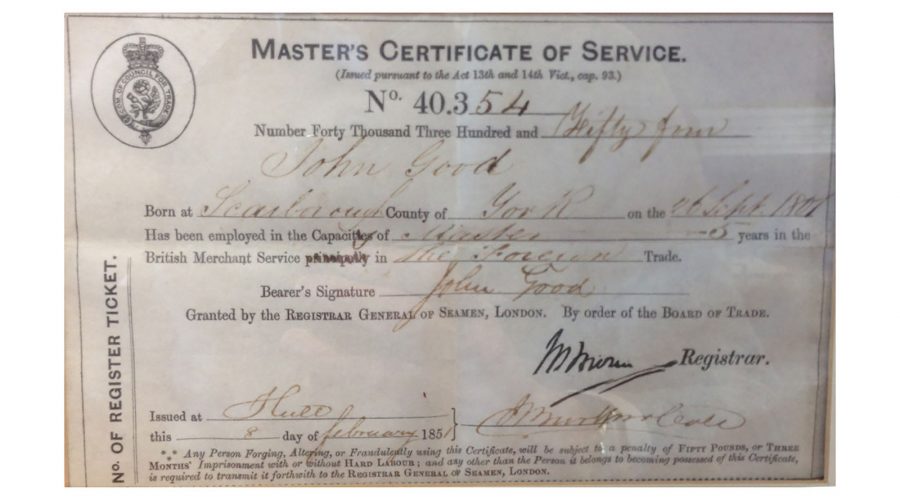 MASTER'S CERTIFICATE OF SERVICE.
(Issued pursuant to the Act 13th and 14th Vict., cap. 93.)
No. 40.354
Number Forty Thousand Three Hundred and Fifty four
John Good
Born at Scarborough County of York on the 26 Sept. 1801
Has been employed in the Capacity of Master 5 years in the
British Merchant Service principally in the Foreign Trade.
Bearer's Signature John Good
Granted by the REGISTRAR GENERAL OF SEAMEN, LONDON. By order of the BOARD OF TRADE.
Registrar.
Issued at Hull
this 8 day of february 1851
*** Any Person Forging, Altering, or Fraudulently using this Certificate, will be subject to a penalty of FIFTY POUNDS, or THREE
MONTHS' Imprisonment with or without HARD LABOUR; and any other than the Person it belongs to becoming possessed of this Certificate,
is required to transmit it forthwith to the REGISTRAR GENERAL OF SEAMEN, LONDON.
No. OF REGISTER TICKET.
COUNCIL FOR TRADE